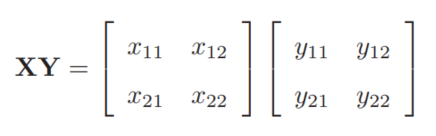 x₁₁ x₁₂ y₁₁ y₁₂
XY =
x₂₁ x₂₂ y₂₁ y₂₂